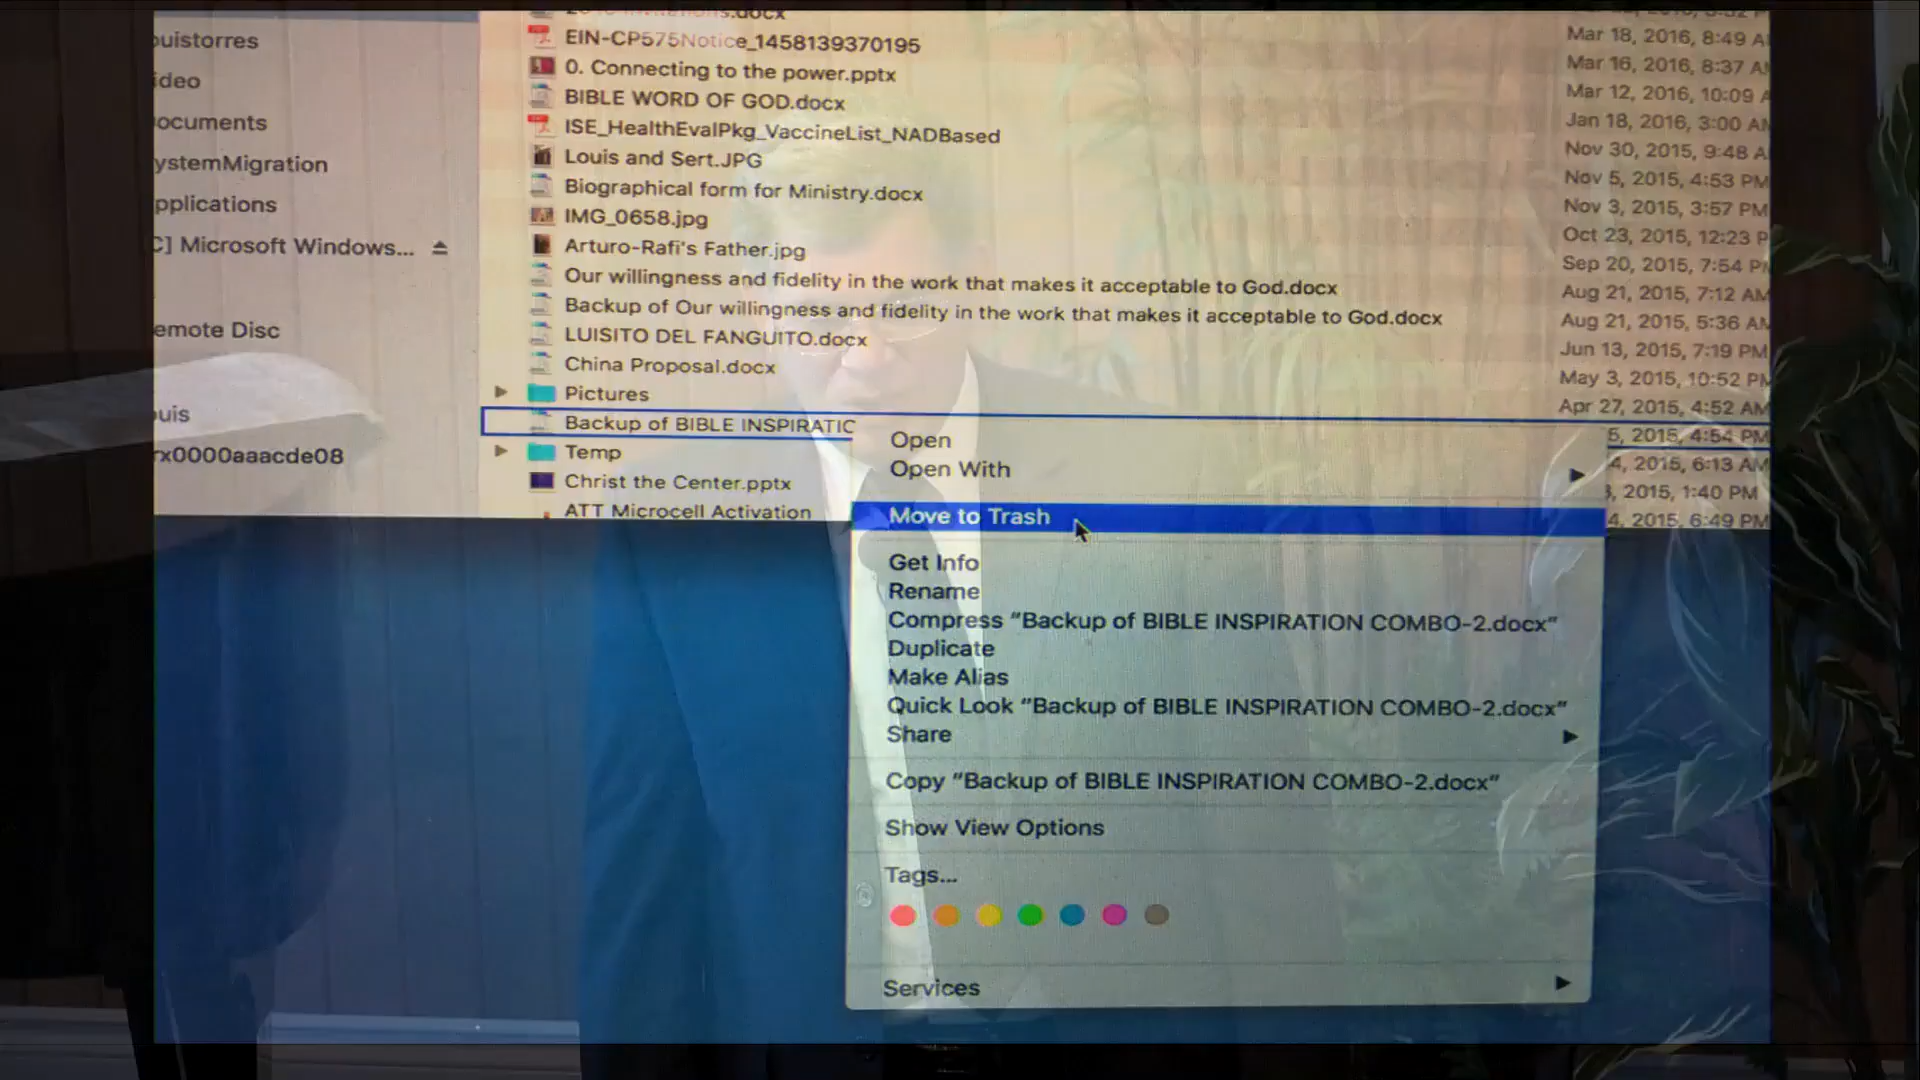 ouistorres
ideo
ocuments
ystemMigration
pplications
C] Microsoft Windows...
emote Disc
ouis
rx0000aaacde08
EIN-CP575Notice_1458139370195
0. Connecting to the power.pptx
BIBLE WORD OF GOD.docx
ISE_HealthEvalPkg_VaccineList_NADBased
Louis and Sert.JPG
Biographical form for Ministry.docx
IMG_0658.jpg
Arturo-Rafi's Father.jpg
Our willingness and fidelity in the work that makes it acceptable to God.docx
Backup of Our willingness and fidelity in the work that makes it acceptable to God.docx
LUISITO DEL FANGUITO.docx
China Proposal.docx
Pictures
Backup of BIBLE INSPIRATIO
Temp
Christ the Center.pptx
ATT Microcell Activation
Mar 18, 2016, 8:49 A
Mar 16, 2016, 8:37 AM
Mar 12, 2016, 10:09 A
Jan 18, 2016, 3:00 AM
Nov 30, 2015, 9:48 A
Nov 5, 2015, 4:53 PM
Nov 3, 2015, 3:57 PM
Oct 23, 2015, 12:23 P
Sep 20, 2015, 7:54 PM
Aug 21, 2015, 7:12 AM
Aug 21, 2015, 5:36 AM
Jun 13, 2015, 7:19 PM
May 3, 2015, 10:52 PM
Apr 27, 2015, 4:52 AM
5, 2015, 4:54 PM
4, 2015, 6:13 AM
, 2015, 1:40 PM
4, 2015, 6:49 PM
Open
Open With
Move to Trash
Get Info
Rename
Compress “Backup of BIBLE INSPIRATION COMBO-2.docx”
Duplicate
Make Alias
Quick Look “Backup of BIBLE INSPIRATION COMBO-2.docx”
Share
Copy “Backup of BIBLE INSPIRATION COMBO-2.docx”
Show View Options
Tags...
Services